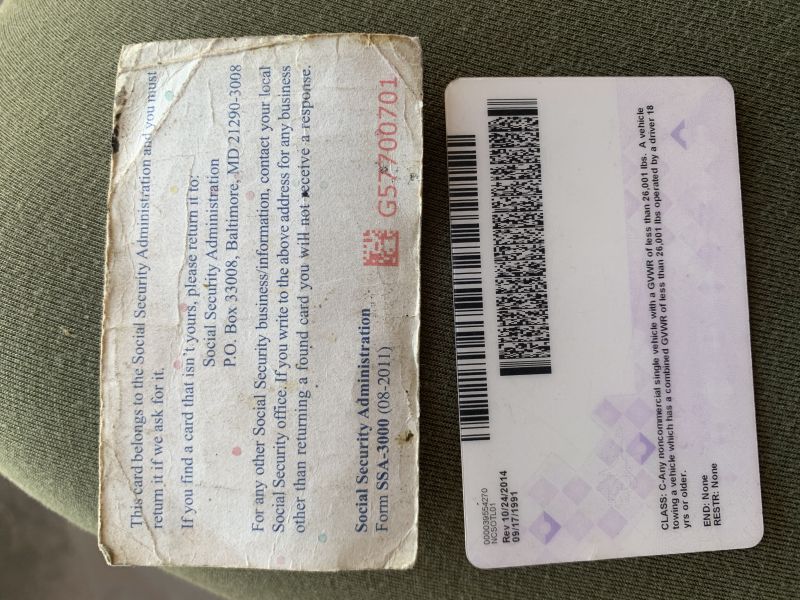 This card belongs to the Social Security Administration and you must
return it if we ask for it.
If you find a card that isn't yours, please return it to:
Social Security Administration
P.O. Box 33008, Baltimore, MD 21290-3008
For any other Social Security business/information, contact your local
Social Security office. If you write to the above address for any business
other than returning a found card you will not receive a response.
Social Security Administration
Form SSA-3000 (08-2011)
G57700701
000039554270
NCSOTL01
Rev 10/24/2014
09/17/1991
CLASS: C-Any noncommercial single vehicle with a GVWR of less than 26,001 lbs. A vehicle
towing a vehicle which has a combined GVWR of less than 26,001 lbs operated by a driver 18
yrs or older.
END: None
RESTR: None